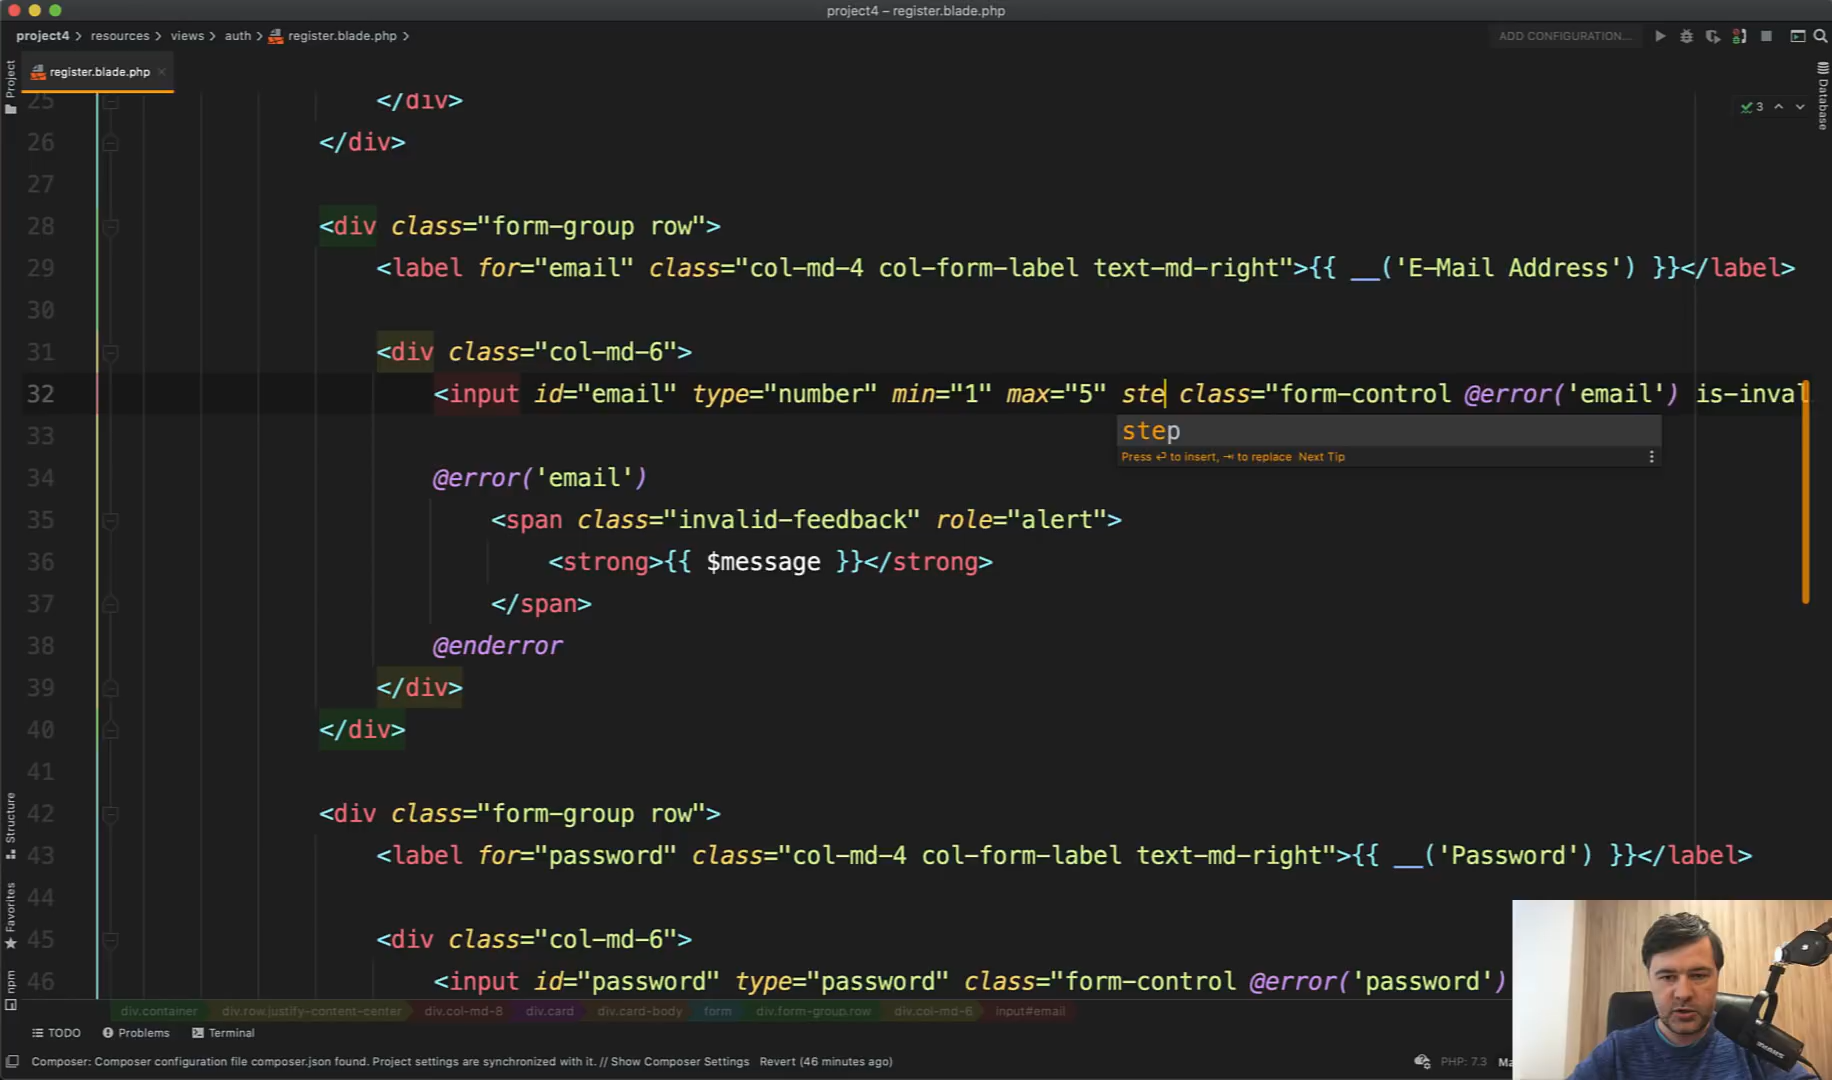 project4 – register.blade.php
project4 > resources > views > auth > register.blade.php >
ADD CONFIGURATION...
Project
register.blade.php
Database
3
25 </div>
26 </div>
27
28 <div class="form-group row">
29 <label for="email" class="col-md-4 col-form-label text-md-right">{{ __('E-Mail Address') }}</label>
30
31 <div class="col-md-6">
32 <input id="email" type="number" min="1" max="5" ste class="form-control @error('email') is-inval
step
Press ⏎ to insert, ⇥ to replace Next Tip
33
34 @error('email')
35 <span class="invalid-feedback" role="alert">
36 <strong>{{ $message }}</strong>
37 </span>
38 @enderror
39 </div>
40 </div>
41
42 <div class="form-group row">
43 <label for="password" class="col-md-4 col-form-label text-md-right">{{ __('Password') }}</label>
44
45 <div class="col-md-6">
46 <input id="password" type="password" class="form-control @error('password')
Structure
Favorites
npm
div.container div.row.justify-content-center div.col-md-8 div.card div.card-body form div.form-group.row div.col-md-6 input#email
TODO Problems Terminal
Composer: Composer configuration file composer.json found. Project settings are synchronized with it. // Show Composer Settings Revert (46 minutes ago)
PHP: 7.3 Ma